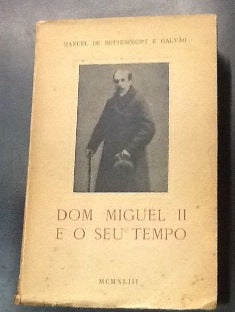 MANUEL DE BETTENCOURT E GALVÃO
DOM MIGUEL II
E O SEU TEMPO
MCMXLIII